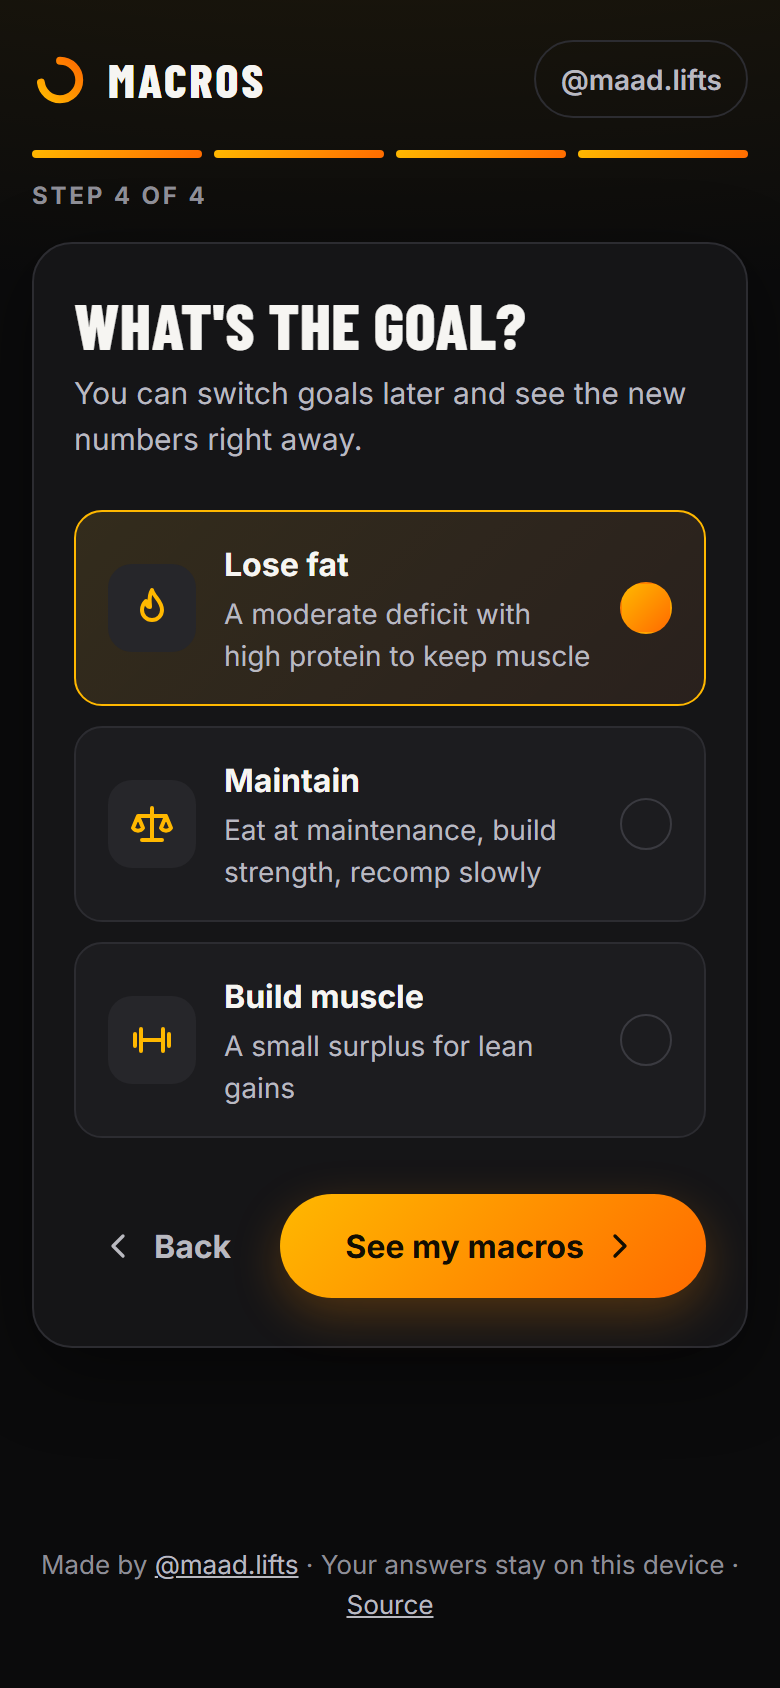 MACROS
@maad.lifts
STEP 4 OF 4
WHAT'S THE GOAL?
You can switch goals later and see the new
numbers right away.
Lose fat
A moderate deficit with
high protein to keep muscle
Maintain
Eat at maintenance, build
strength, recomp slowly
Build muscle
A small surplus for lean
gains
Back
See my macros
Made by @maad.lifts · Your answers stay on this device ·
Source